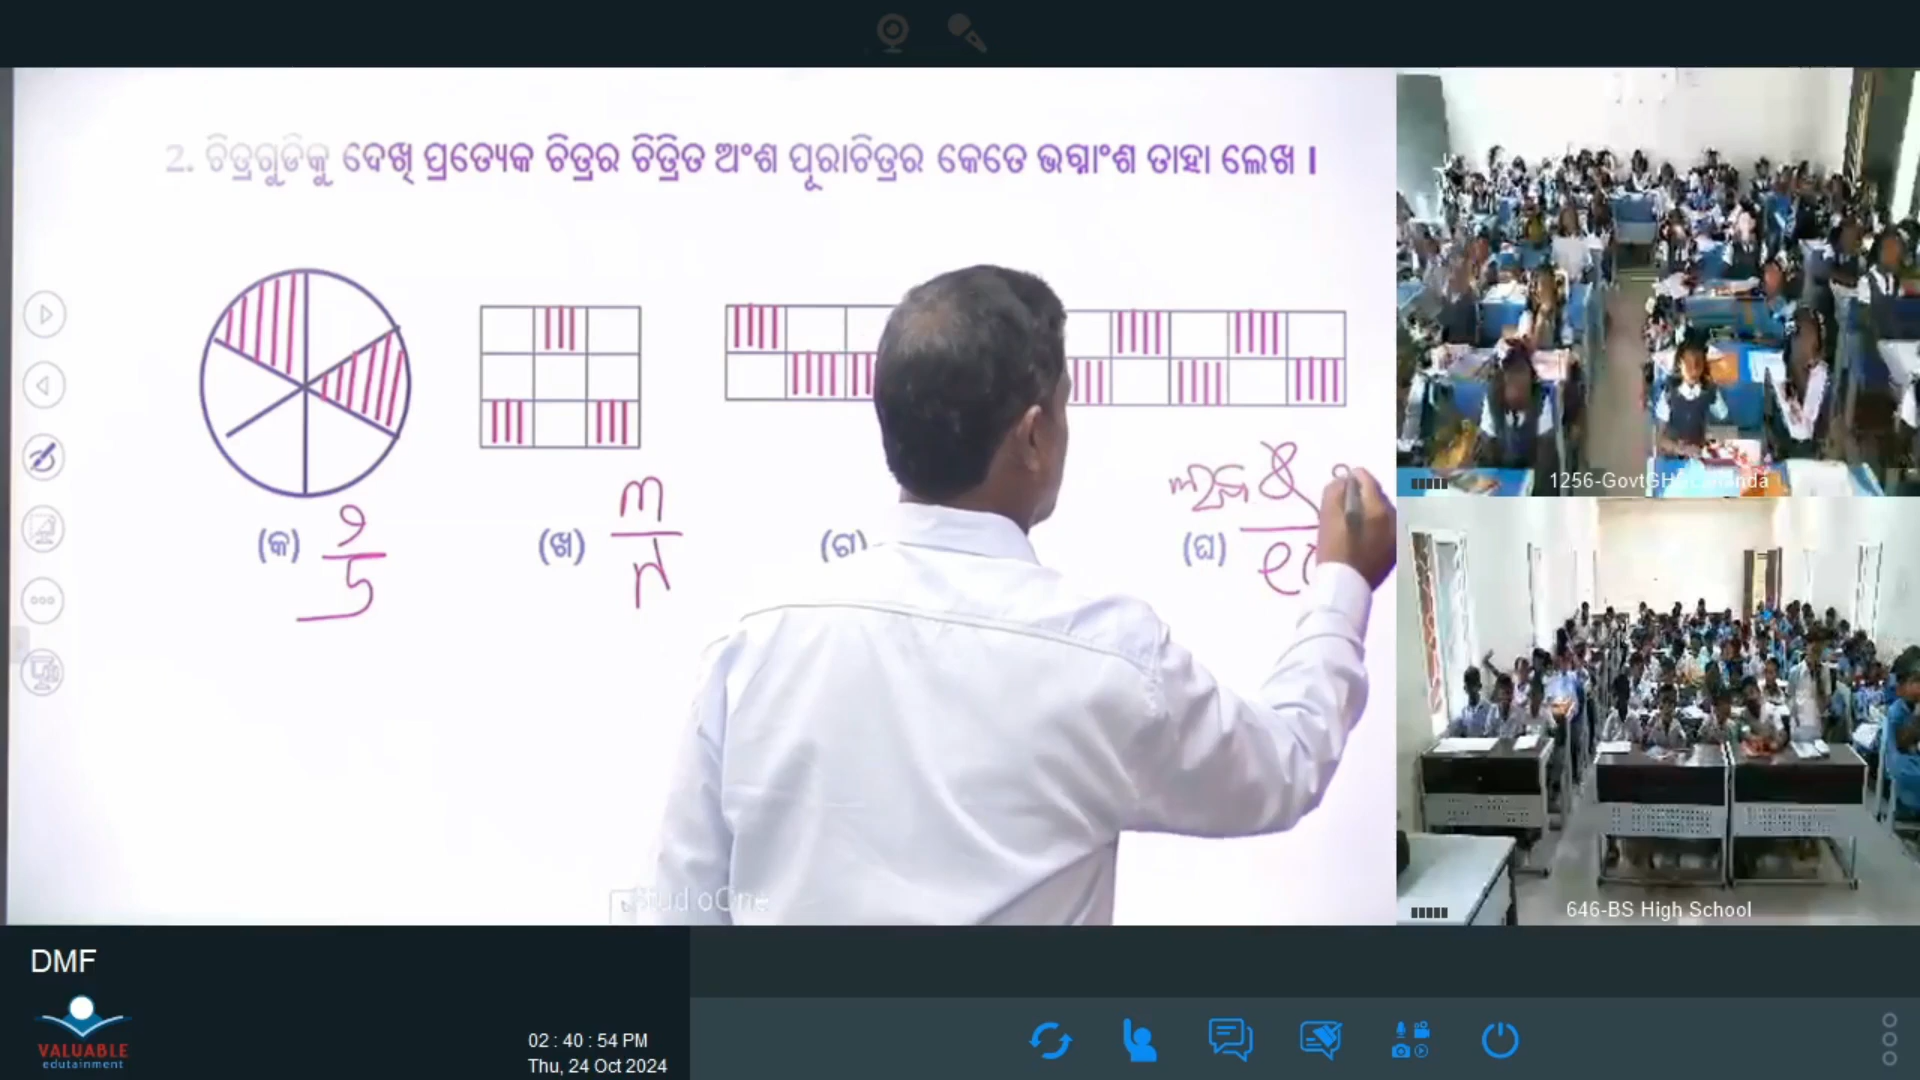 2. ଚିତ୍ରଗୁଡିକୁ ଦେଖି ପ୍ରତ୍ୟେକ ଚିତ୍ରର ଚିତ୍ରିତ ଅଂଶ ପୂରାଚିତ୍ରର କେତେ ଭଗ୍ନାଂଶ ତାହା ଲେଖ ।
(କ) ୨/୬
(ଖ) ୩/୯
(ଗ)
(ଘ)
StudioOne
1256-GovtGHS
646-BS High School
DMF
VALUABLE
edutainment
02 : 40 : 54 PM
Thu, 24 Oct 2024